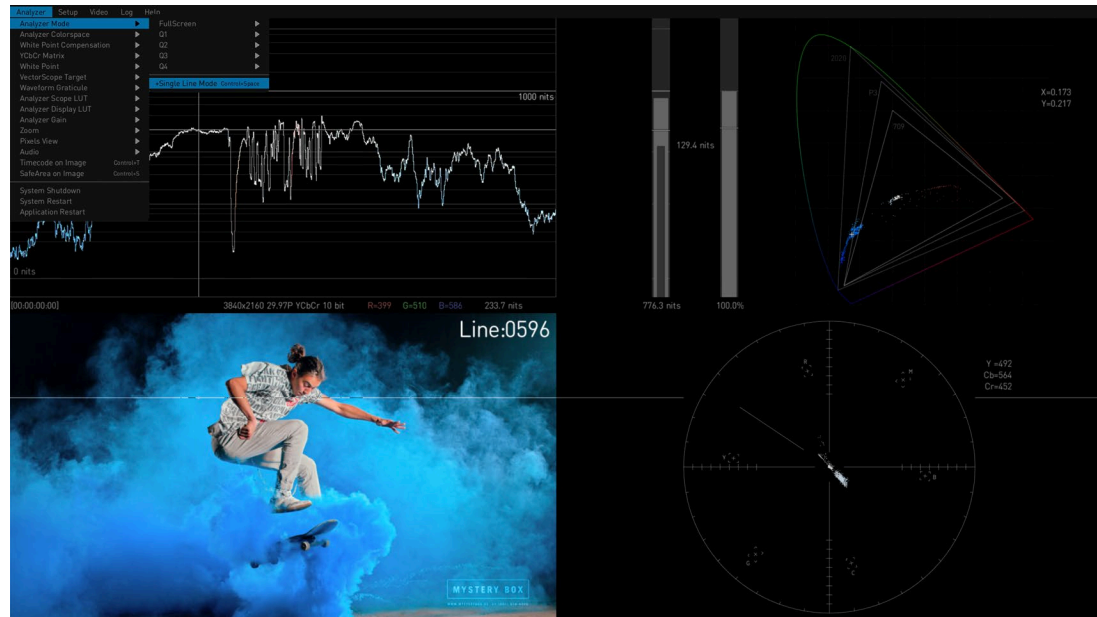 Analyzer Setup Video Log Help
Analyzer Mode
Analyzer Colorspace
White Point Compensation
YCbCr Matrix
White Point
VectorScope Target
Waveform Graticule
Analyzer Scope LUT
Analyzer Display LUT
Analyzer Gain
Zoom
Pixels View
Audio
Timecode on Image Control+T
SafeArea on Image Control+S
System Shutdown
System Restart
Application Restart
FullScreen
Q1
Q2
Q3
Q4
+Single Line Mode Control+Space
1000 nits
0 nits
[00:00:00:00] 3840x2160 29.97P YCbCr 10 bit R=399 G=510 B=586 233.7 nits
129.4 nits
776.3 nits 100.0%
2020
P3
709
X=0.173
Y=0.217
Line:0596
MYSTERY BOX
Y =492
Cb=564
Cr=452
R
M
Y
B
G
C